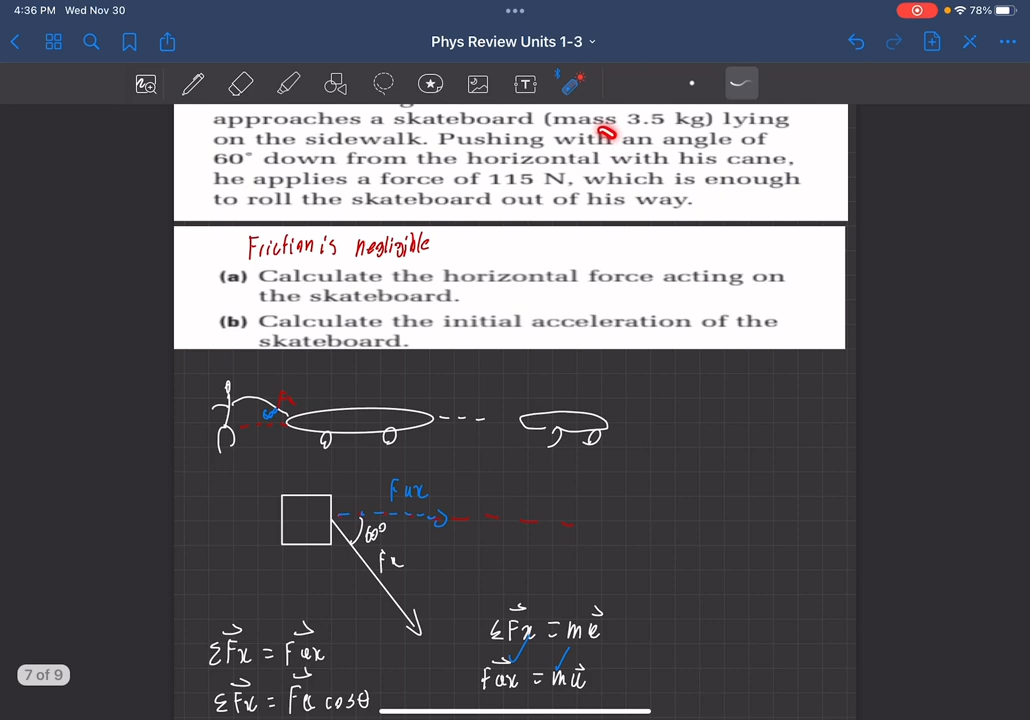 4:36 PM Wed Nov 30
78%
Phys Review Units 1-3
approaches a skateboard (mass 3.5 kg) lying
on the sidewalk. Pushing with an angle of
60° down from the horizontal with his cane,
he applies a force of 115 N, which is enough
to roll the skateboard out of his way.
Friction is negligible
(a) Calculate the horizontal force acting on
the skateboard.
(b) Calculate the initial acceleration of the
skateboard.
60°
Fax
60°
ΣFx = ma
ΣFx = Fax
Fax = ma
ΣFx = Fa cosθ
7 of 9